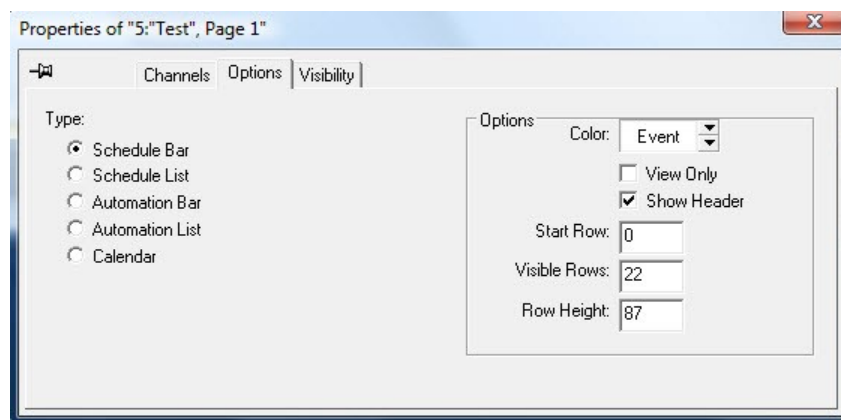 Properties of "5:"Test", Page 1"
Channels Options Visibility
Type:
Schedule Bar
Schedule List
Automation Bar
Automation List
Calendar
Options
Color: Event
View Only
Show Header
Start Row: 0
Visible Rows: 22
Row Height: 87